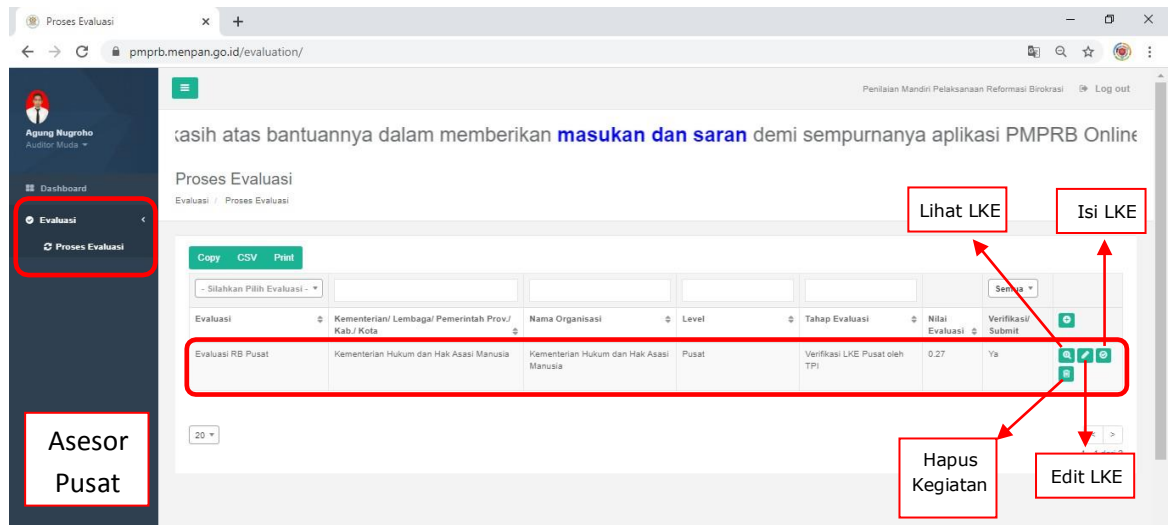 Proses Evaluasi
pmprb.menpan.go.id/evaluation/
Agung Nugroho
Auditor Muda
Penilaian Mandiri Pelaksanaan Reformasi Birokrasi Log out
kasih atas bantuannya dalam memberikan masukan dan saran demi sempurnanya aplikasi PMPRB Online
Dashboard
Evaluasi
Proses Evaluasi
Proses Evaluasi
Evaluasi / Proses Evaluasi
Lihat LKE
Isi LKE
Copy CSV Print
- Silahkan Pilih Evaluasi -
Semua
Evaluasi
Kementerian/ Lembaga/ Pemerintah Prov./
Kab./ Kota
Nama Organisasi
Level
Tahap Evaluasi
Nilai
Evaluasi
Verifikasi/
Submit
Evaluasi RB Pusat
Kementerian Hukum dan Hak Asasi Manusia
Kementerian Hukum dan Hak Asasi
Manusia
Pusat
Verifikasi LKE Pusat oleh
TPI
0.27
Ya
20
>
Asesor
Pusat
Hapus
Kegiatan
Edit LKE